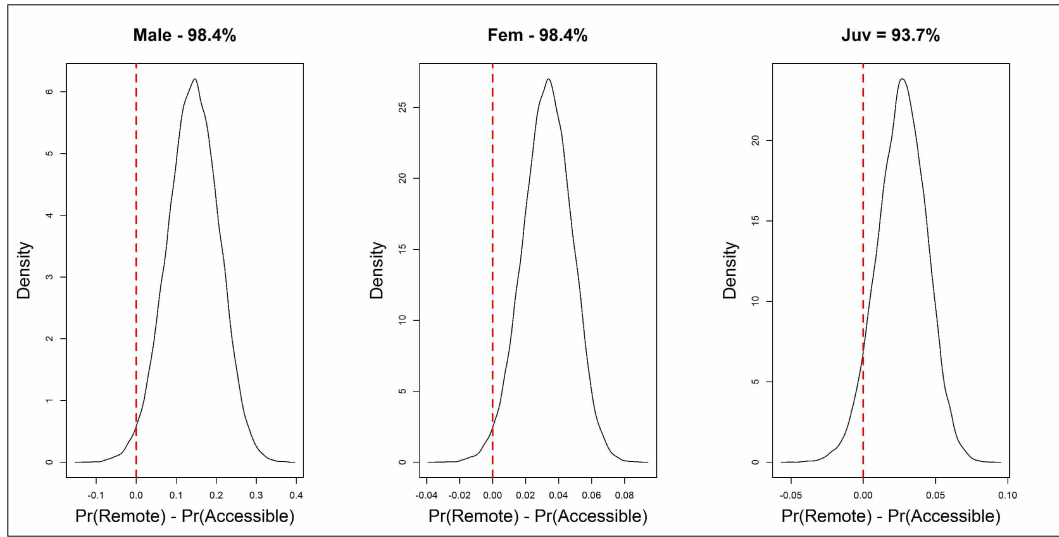 Male - 98.4%
Density
6
5
4
3
2
1
0
-0.1 0.0 0.1 0.2 0.3 0.4
Pr(Remote) - Pr(Accessible)
Fem - 98.4%
Density
25
20
15
10
5
0
-0.04 -0.02 0.00 0.02 0.04 0.06 0.08
Pr(Remote) - Pr(Accessible)
Juv = 93.7%
Density
20
15
10
5
0
-0.05 0.00 0.05 0.10
Pr(Remote) - Pr(Accessible)